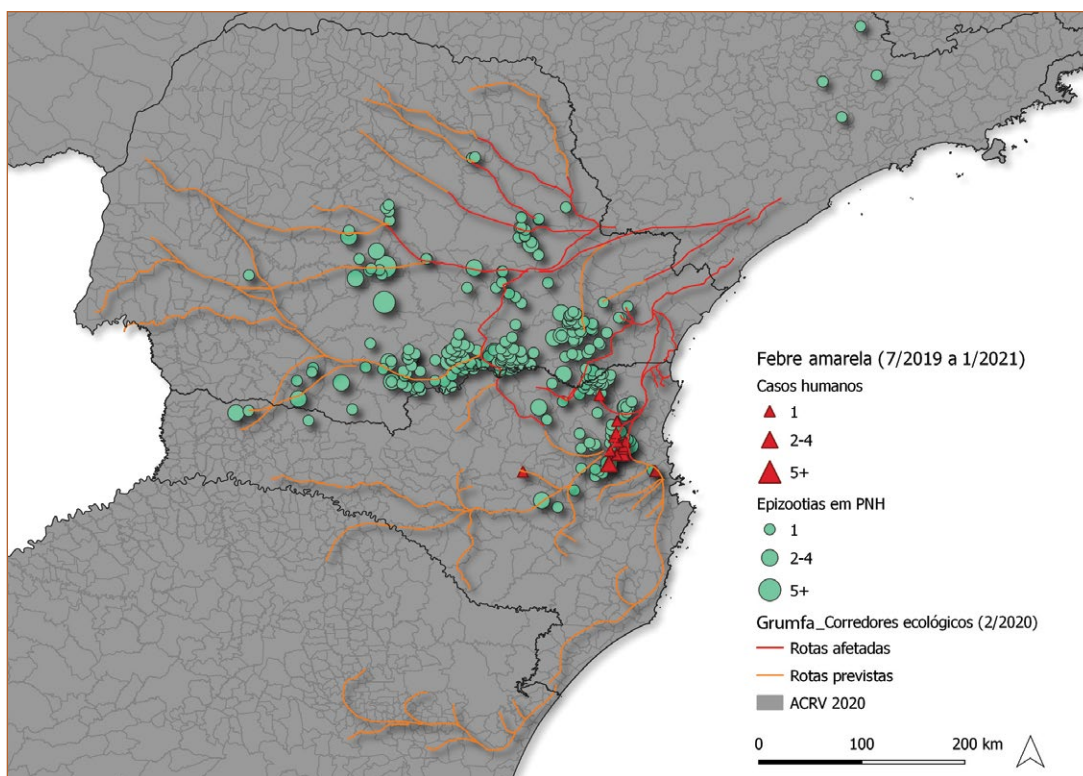 Febre amarela (7/2019 a 1/2021)
Casos humanos
1
2-4
5+
Epizootias em PNH
1
2-4
5+
Grumfa_Corredores ecológicos (2/2020)
Rotas afetadas
Rotas previstas
ACRV 2020
0 100 200 km